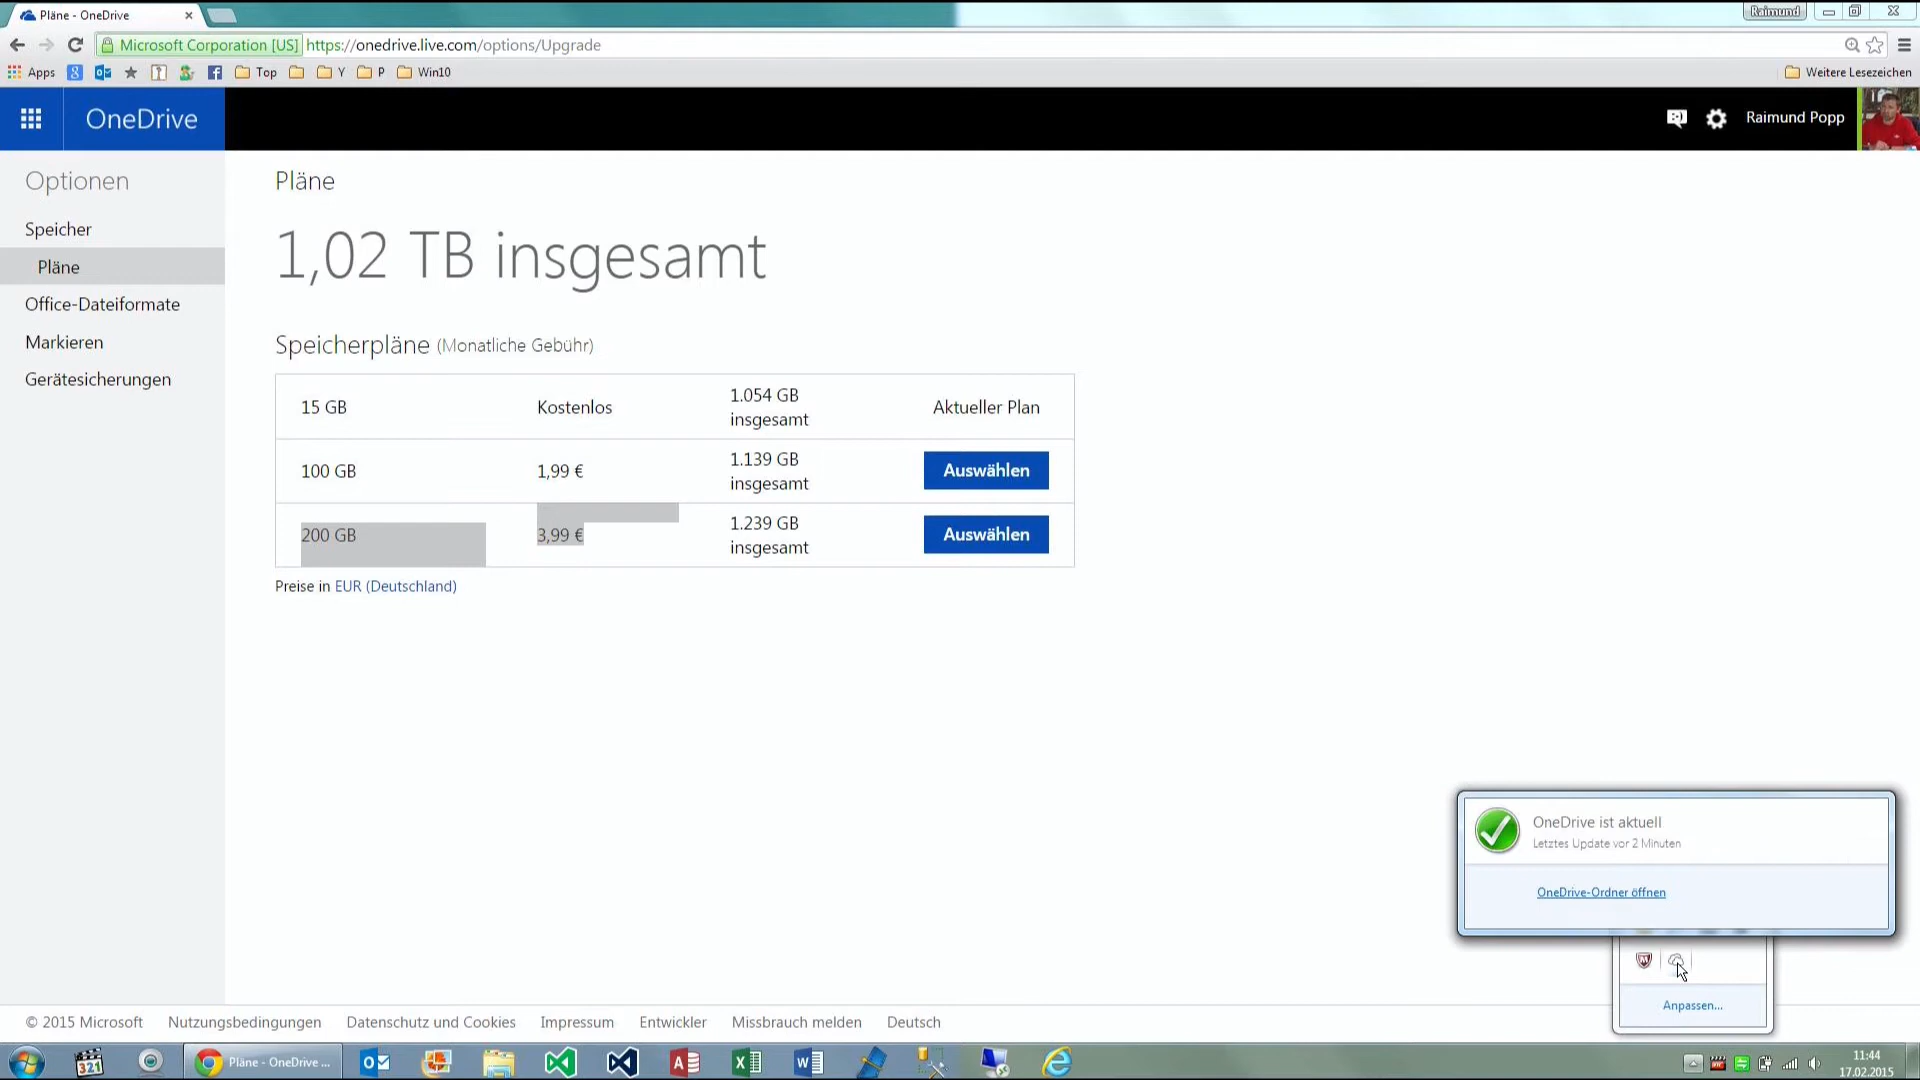 Pläne - OneDrive
Raimund
Microsoft Corporation [US] https://onedrive.live.com/options/Upgrade
Apps Top Y P Win10 Weitere Lesezeichen
OneDrive Raimund Popp
Optionen
Speicher
Pläne
Office-Dateiformate
Markieren
Gerätesicherungen
Pläne
1,02 TB insgesamt
Speicherpläne (Monatliche Gebühr)
15 GB Kostenlos 1.054 GB insgesamt Aktueller Plan
100 GB 1,99 € 1.139 GB insgesamt Auswählen
200 GB 3,99 € 1.239 GB insgesamt Auswählen
Preise in EUR (Deutschland)
OneDrive ist aktuell
Letztes Update vor 2 Minuten
OneDrive-Ordner öffnen
Anpassen...
© 2015 Microsoft Nutzungsbedingungen Datenschutz und Cookies Impressum Entwickler Missbrauch melden Deutsch
321
Pläne - OneDrive ...
11:44
17.02.2015